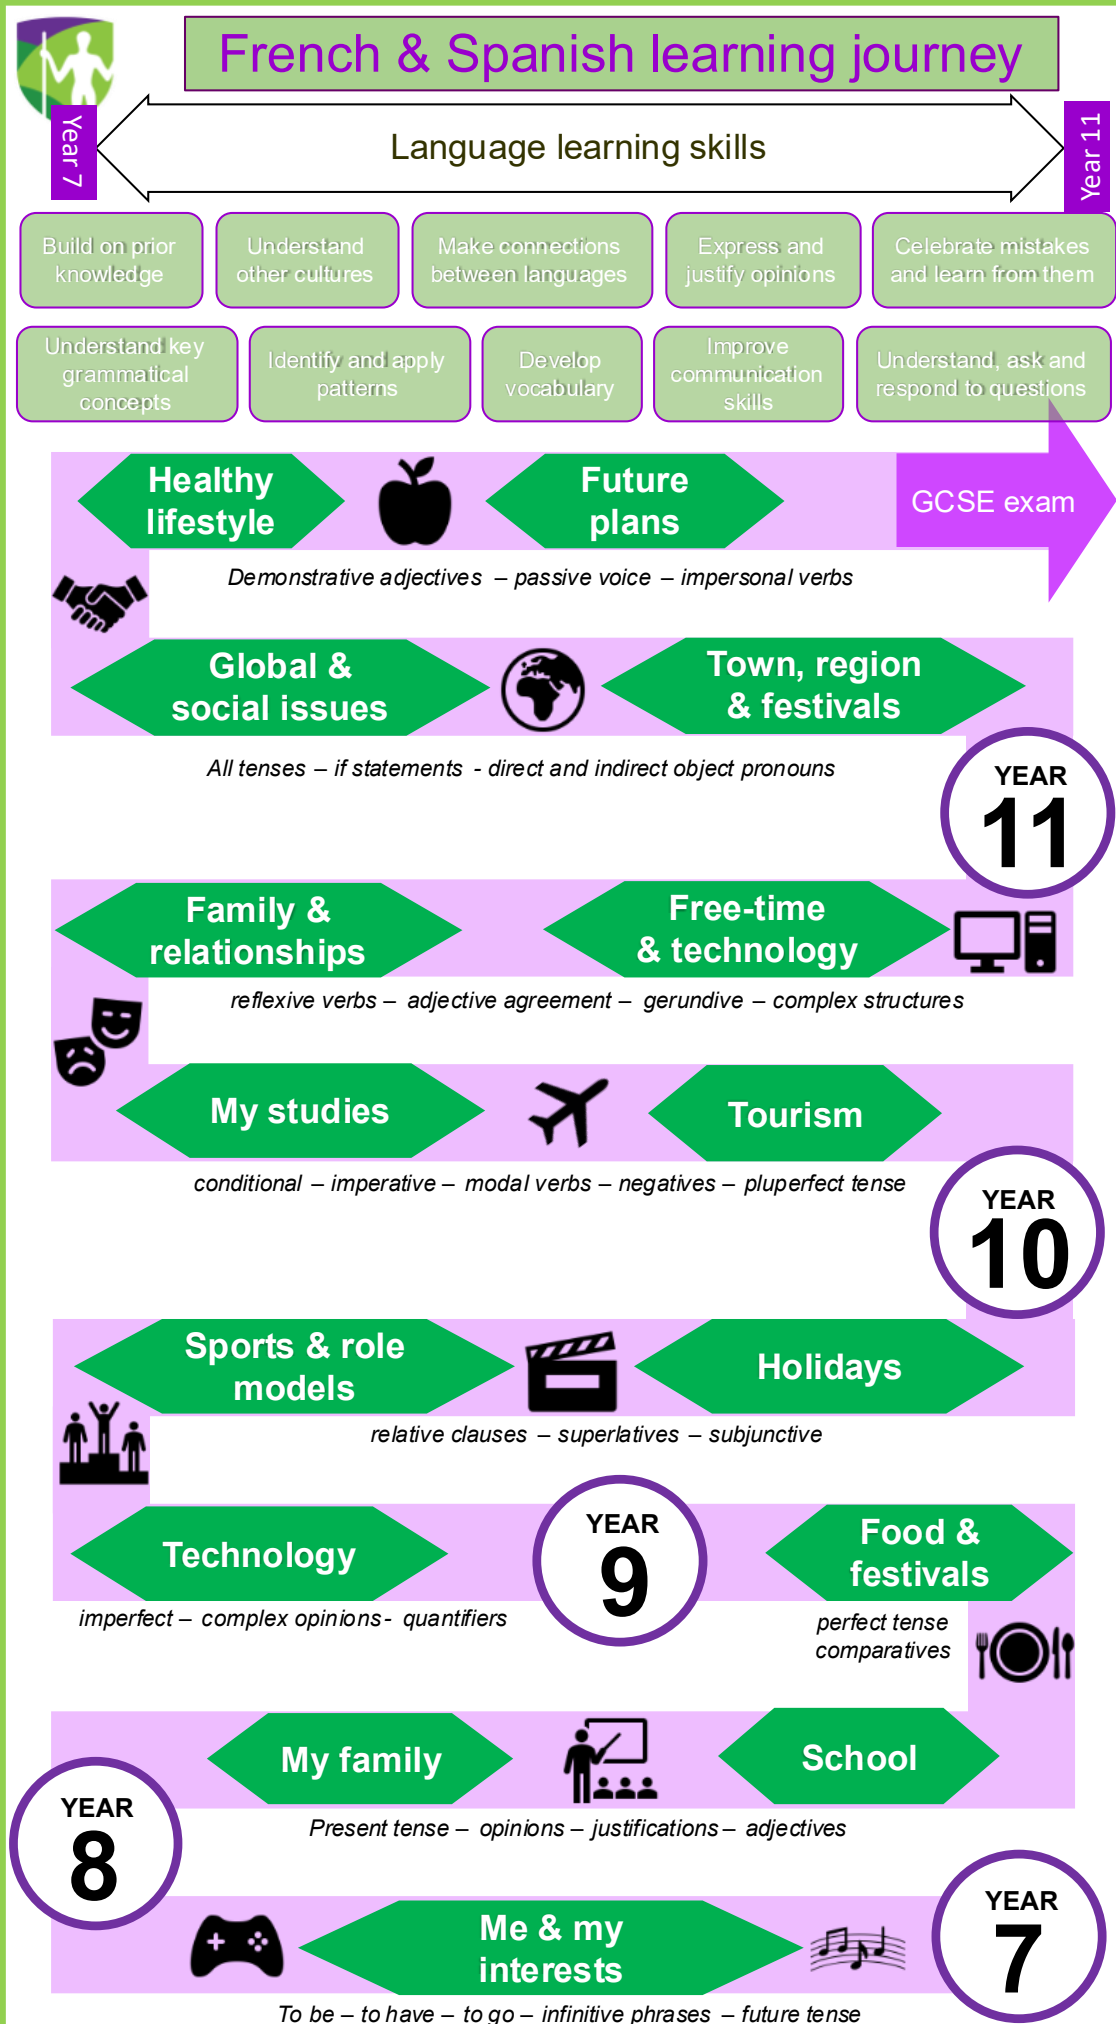 French & Spanish learning journey
Year 7
Language learning skills
Year 11
Build on prior
knowledge
Understand
other cultures
Make connections
between languages
Express and
justify opinions
Celebrate mistakes
and learn from them
Understand key
grammatical
concepts
Identify and apply
patterns
Develop
vocabulary
Improve
communication
skills
Understand, ask and
respond to questions
Healthy
lifestyle
Future
plans
GCSE exam
Demonstrative adjectives – passive voice – impersonal verbs
Global &
social issues
Town, region
& festivals
All tenses – if statements - direct and indirect object pronouns
YEAR
11
Family &
relationships
Free-time
& technology
reflexive verbs – adjective agreement – gerundive – complex structures
My studies
Tourism
conditional – imperative – modal verbs – negatives – pluperfect tense
YEAR
10
Sports & role
models
Holidays
relative clauses – superlatives – subjunctive
Technology
YEAR
9
Food &
festivals
imperfect – complex opinions- quantifiers
perfect tense
comparatives
My family
School
YEAR
8
Present tense – opinions – justifications – adjectives
Me & my
interests
YEAR
7
To be – to have – to go – infinitive phrases – future tense